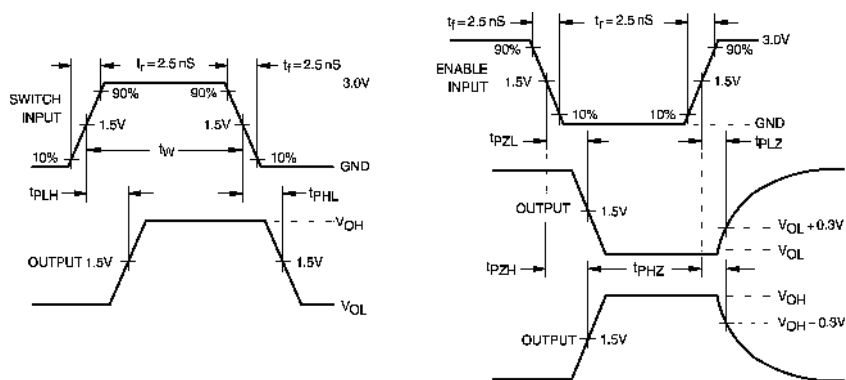 tr = 2.5 nS
tf = 2.5 nS
3.0V
SWITCH
INPUT
90%
90%
1.5V
1.5V
10%
10%
GND
tW
tPLH
tPHL
VOH
OUTPUT
1.5V
1.5V
VOL
tf = 2.5 nS
tr = 2.5 nS
3.0V
90%
90%
ENABLE
INPUT
1.5V
1.5V
10%
10%
GND
tPZL
tPLZ
OUTPUT
1.5V
VOL + 0.3V
VOL
tPZH
tPHZ
VOH
VOH – 0.3V
OUTPUT
1.5V